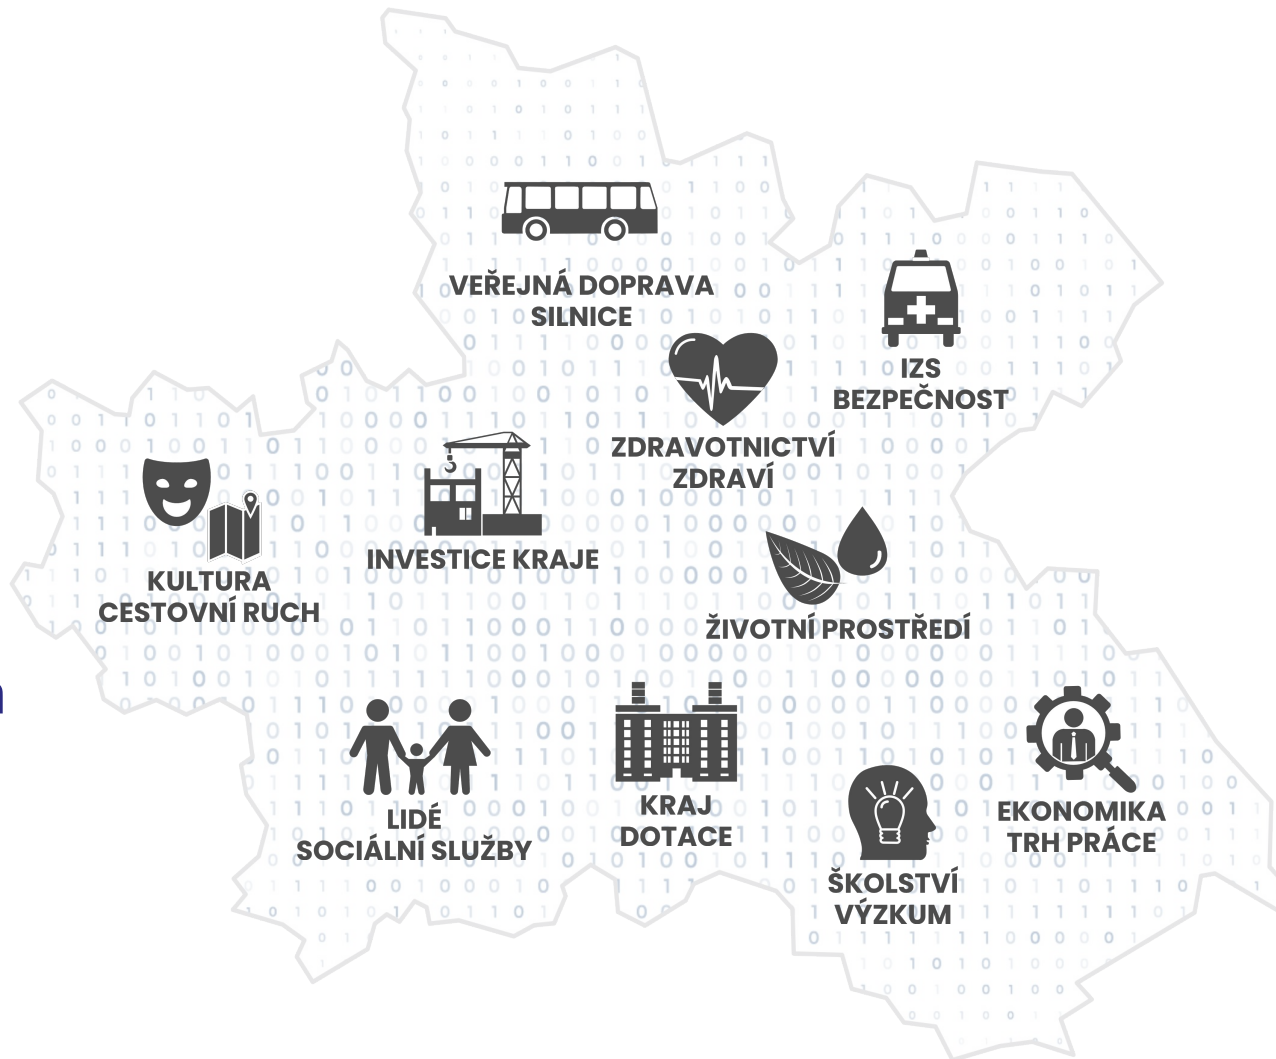 VEŘEJNÁ DOPRAVA
SILNICE
IZS
BEZPEČNOST
ZDRAVOTNICTVÍ
ZDRAVÍ
INVESTICE KRAJE
KULTURA
CESTOVNÍ RUCH
ŽIVOTNÍ PROSTŘEDÍ
LIDÉ
SOCIÁLNÍ SLUŽBY
KRAJ
DOTACE
EKONOMIKA
TRH PRÁCE
ŠKOLSTVÍ
VÝZKUM